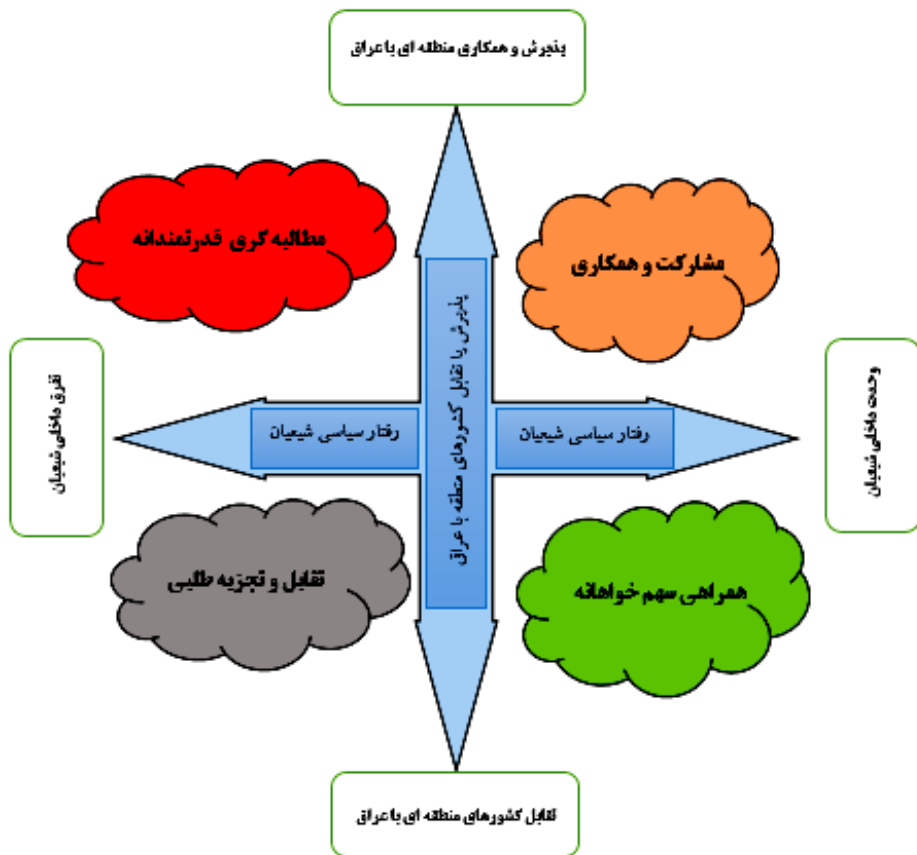 پذیرش و همکاری منطقه ای با عراق
مطالبه گری قدرتمندانه
مشارکت و همکاری
پذیرش یا تقابل کشورهای منطقه با عراق
وحدت داخلی شیعیان
تفرق داخلی شیعیان
رفتار سیاسی شیعیان
رفتار سیاسی شیعیان
همراهی سهم خواهانه
تقابل و تجزیه طلبی
تقابل کشورهای منطقه ای با عراق